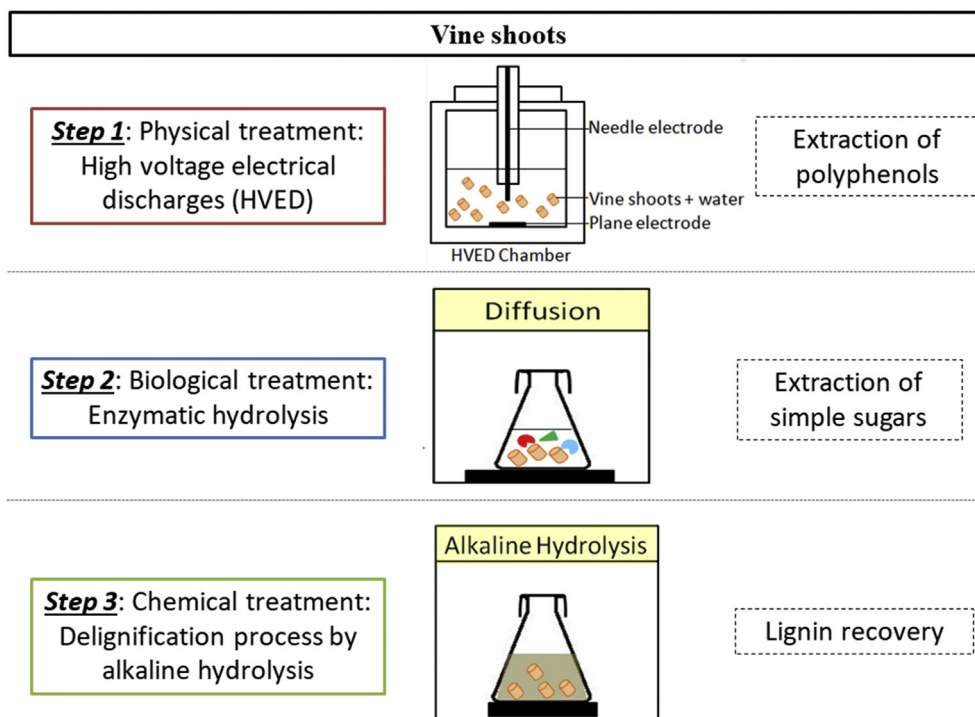 Vine shoots
Step 1: Physical treatment:
High voltage electrical
discharges (HVED)
Needle electrode
Vine shoots + water
Plane electrode
HVED Chamber
Extraction of
polyphenols
Diffusion
Step 2: Biological treatment:
Enzymatic hydrolysis
Extraction of
simple sugars
Alkaline Hydrolysis
Step 3: Chemical treatment:
Delignification process by
alkaline hydrolysis
Lignin recovery